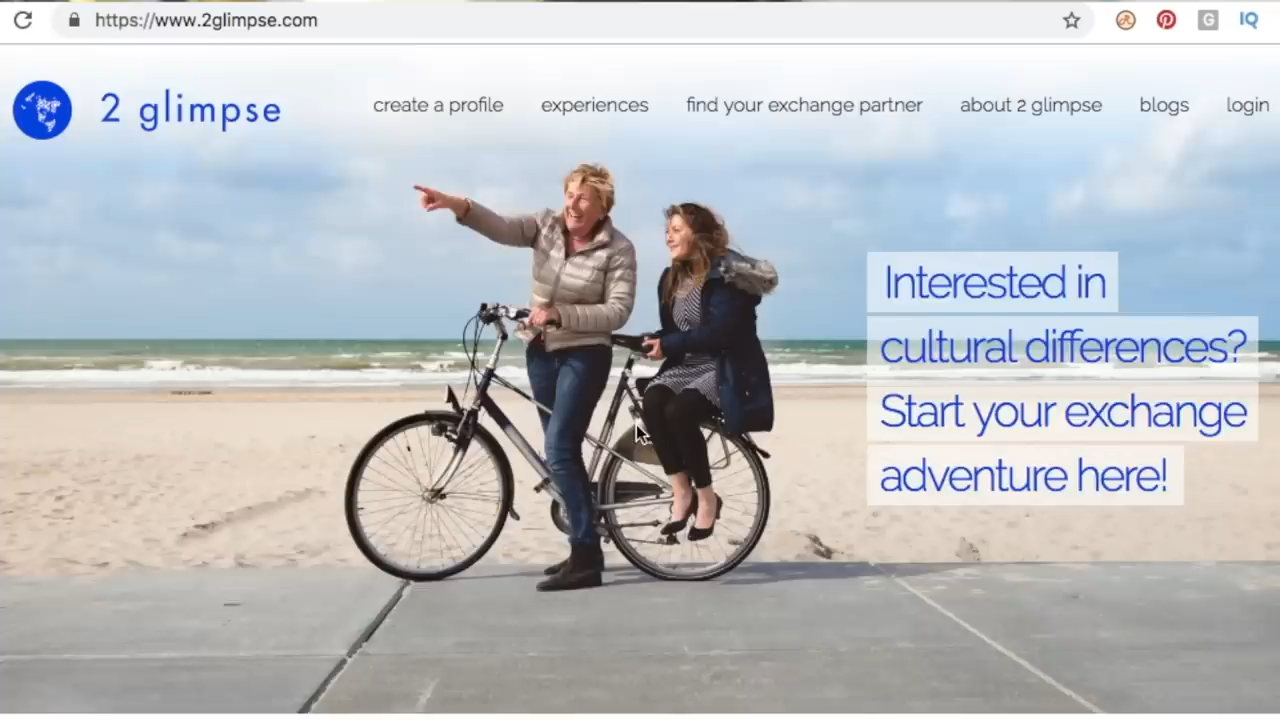 https://www.2glimpse.com
G
IQ
2 glimpse
create a profile
experiences
find your exchange partner
about 2 glimpse
blogs
login
Interested in
cultural differences?
Start your exchange
adventure here!